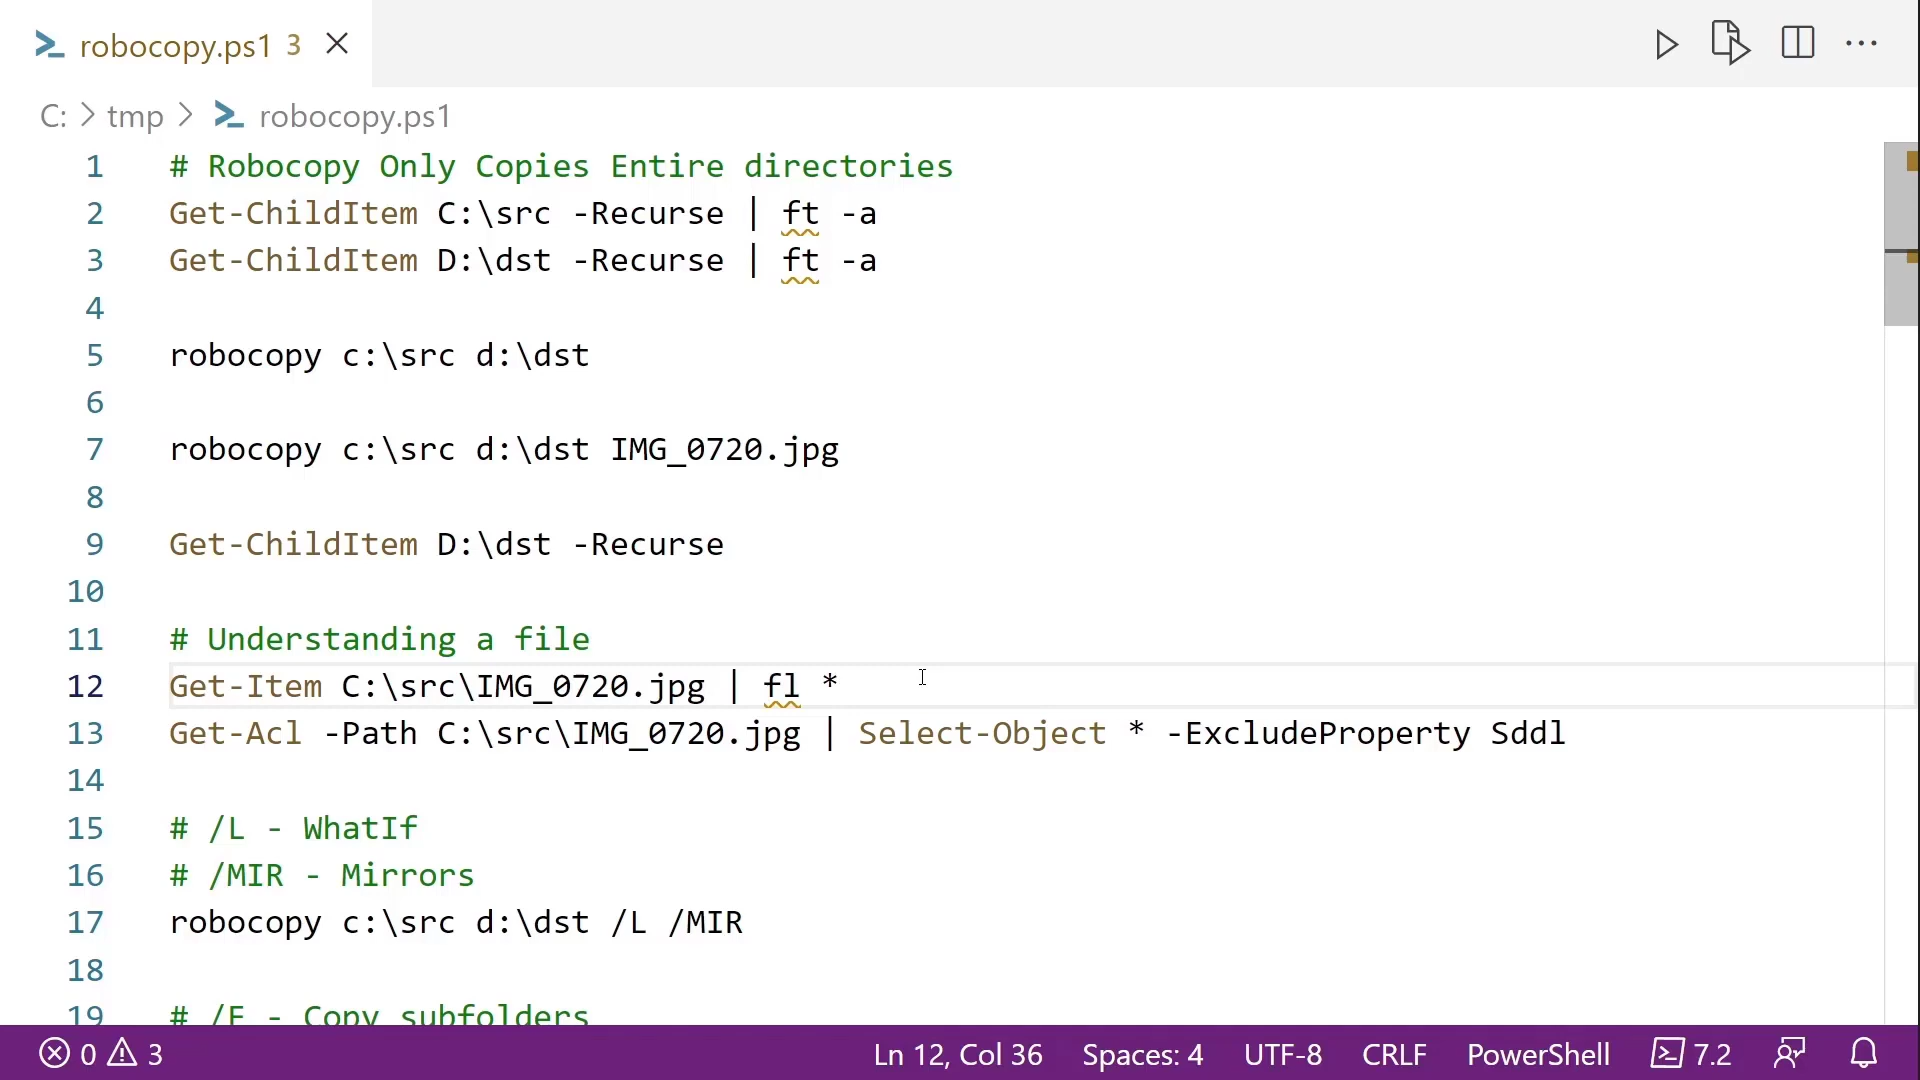 robocopy.ps1 3
C: > tmp > robocopy.ps1
1 # Robocopy Only Copies Entire directories
2 Get-ChildItem C:\src -Recurse | ft -a
3 Get-ChildItem D:\dst -Recurse | ft -a
4
5 robocopy c:\src d:\dst
6
7 robocopy c:\src d:\dst IMG_0720.jpg
8
9 Get-ChildItem D:\dst -Recurse
10
11 # Understanding a file
12 Get-Item C:\src\IMG_0720.jpg | fl *
13 Get-Acl -Path C:\src\IMG_0720.jpg | Select-Object * -ExcludeProperty Sddl
14
15 # /L - WhatIf
16 # /MIR - Mirrors
17 robocopy c:\src d:\dst /L /MIR
18
19 # /E - Copy subfolders
0 3 Ln 12, Col 36 Spaces: 4 UTF-8 CRLF PowerShell 7.2